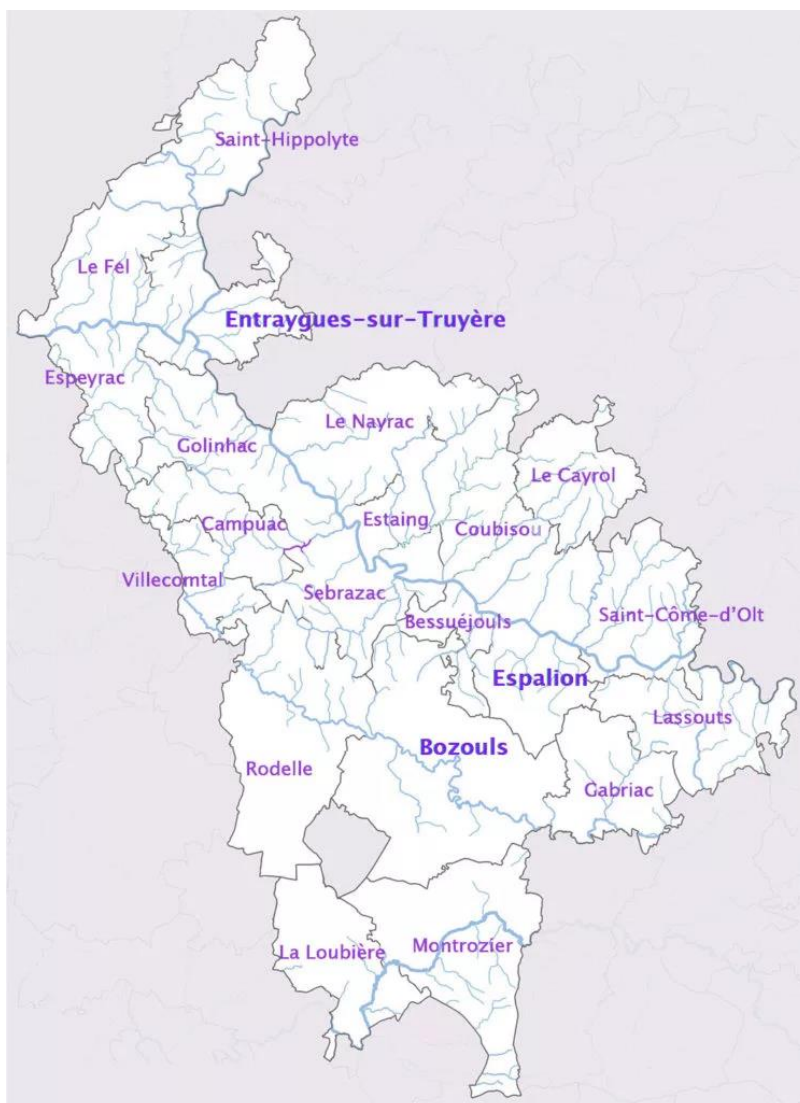 Saint-Hippolyte
Le Fel
Entraygues-sur-Truyère
Espeyrac
Le Nayrac
Golinhac
Le Cayrol
Estaing
Campuac
Coubisou
Villecomtal
Sebrazac
Saint-Côme-d'Olt
Bessuéjouls
Espalion
Lassouts
Bozouls
Rodelle
Gabriac
Montrozier
La Loubière